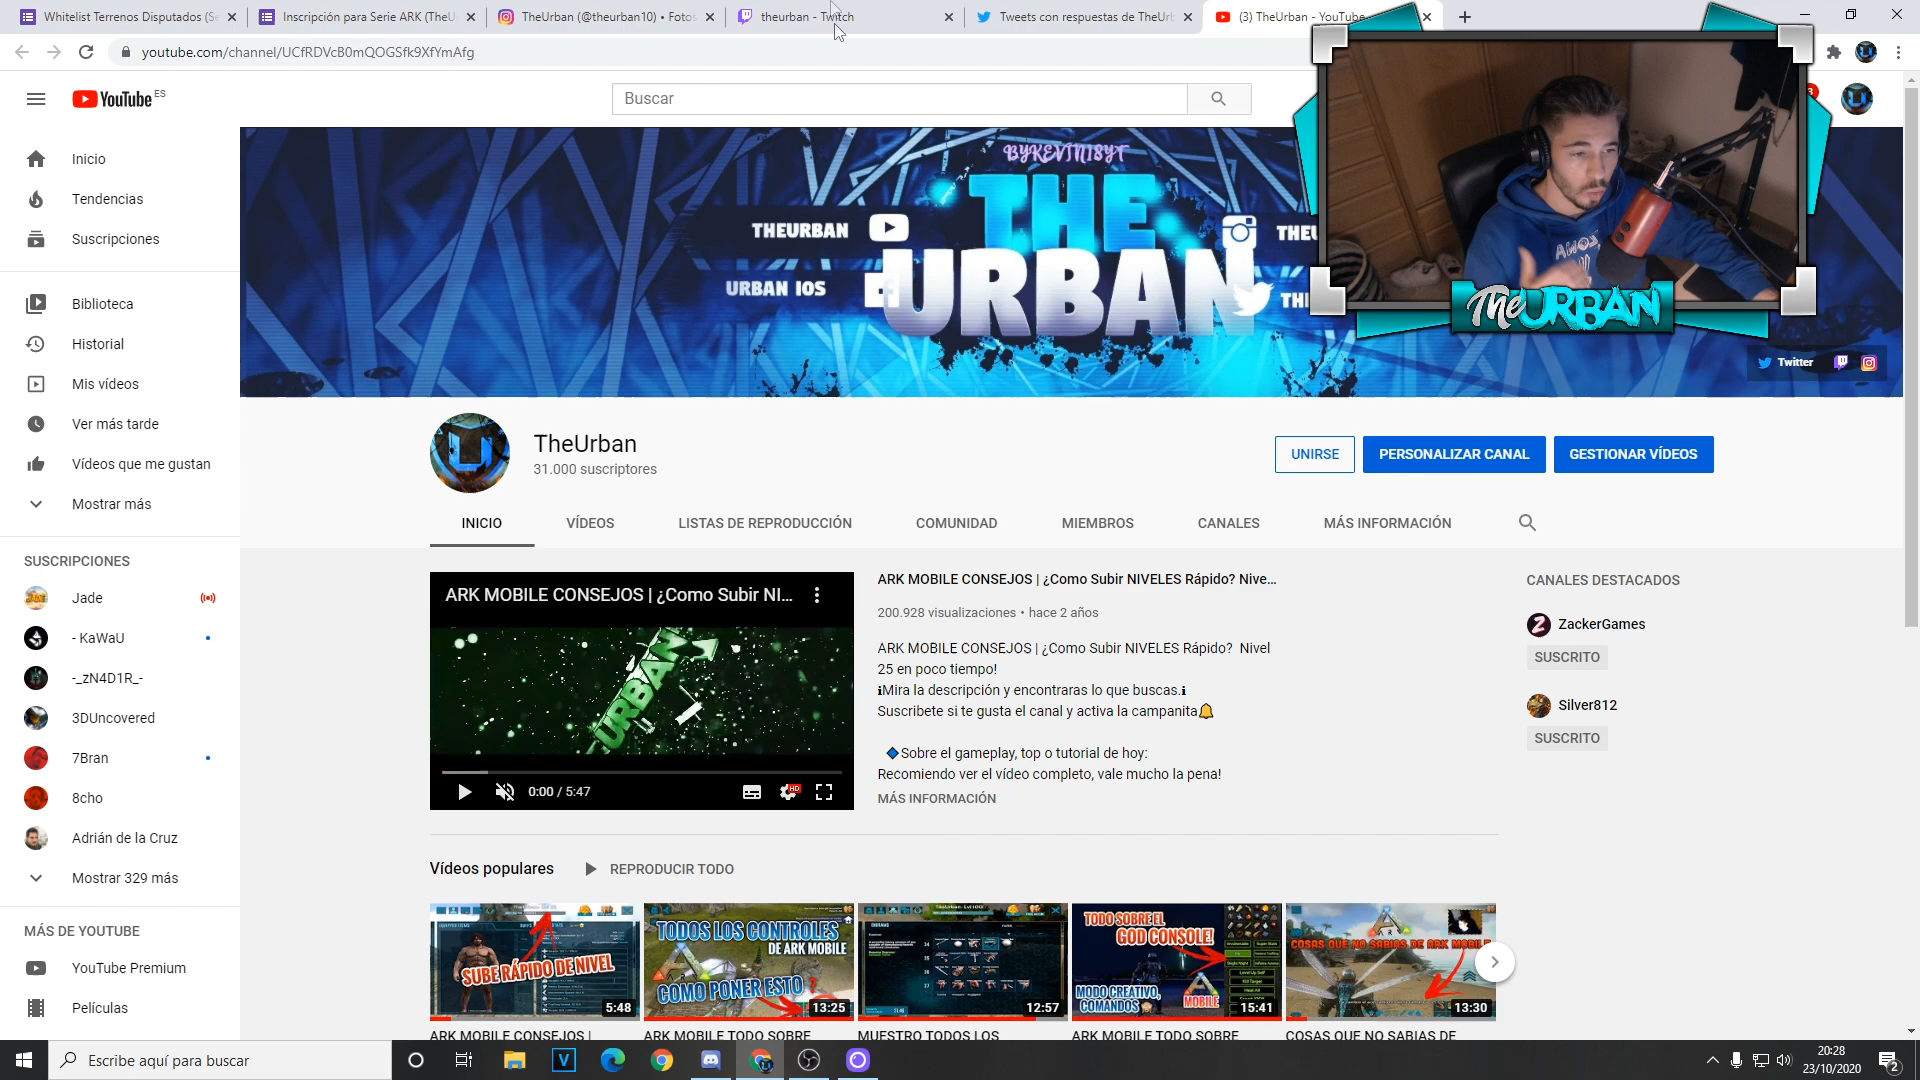 Whitelist Terrenos Disputados (Se
Inscripción para Serie ARK (TheU
TheUrban (@theurban10) • Fotos
theurban - Twitch
Tweets con respuestas de TheUrb
(3) TheUrban - YouTube
youtube.com/channel/UCfRDVcB0mQOGSfk9XfYmAfg
YouTube ES
Buscar
3
Inicio
Tendencias
Suscripciones
Biblioteca
Historial
Mis vídeos
Ver más tarde
Vídeos que me gustan
Mostrar más
SUSCRIPCIONES
Jade
- KaWaU
-_zN4D1R_-
3DUncovered
7Bran
8cho
Adrián de la Cruz
Mostrar 329 más
MÁS DE YOUTUBE
YouTube Premium
Películas
BYKEVIN18YT
THE
URBAN
THEURBAN
URBAN IOS
THEU
THE URBAN
Twitter
TheUrban
31.000 suscriptores
UNIRSE
PERSONALIZAR CANAL
GESTIONAR VÍDEOS
INICIO
VÍDEOS
LISTAS DE REPRODUCCIÓN
COMUNIDAD
MIEMBROS
CANALES
MÁS INFORMACIÓN
ARK MOBILE CONSEJOS | ¿Como Subir NI...
URBAN
0:00 / 5:47
HD
ARK MOBILE CONSEJOS | ¿Como Subir NIVELES Rápido? Nive...
200.928 visualizaciones • hace 2 años
ARK MOBILE CONSEJOS | ¿Como Subir NIVELES Rápido? Nivel
25 en poco tiempo!
ℹMira la descripción y encontraras lo que buscas.ℹ
Suscribete si te gusta el canal y activa la campanita🔔
🔷Sobre el gameplay, top o tutorial de hoy:
Recomiendo ver el vídeo completo, vale mucho la pena!
MÁS INFORMACIÓN
CANALES DESTACADOS
ZackerGames
SUSCRITO
Silver812
SUSCRITO
Vídeos populares
REPRODUCIR TODO
SUBE RÁPIDO DE NIVEL
5:48
TODOS LOS CONTROLES
DE ARK MOBILE
COMO PONER ESTO
13:25
12:57
TODO SOBRE EL
GOD CONSOLE!
MODO CREATIVO,
COMANDOS
MOBILE
15:41
COSAS QUE NO SABIAS DE ARK MOBILE
13:30
ARK MOBILE CONSEJOS |
ARK MOBILE TODO SOBRE
MUESTRO TODOS LOS
ARK MOBILE TODO SOBRE
COSAS QUE NO SABIAS DE
Escribe aquí para buscar
20:28
23/10/2020
2